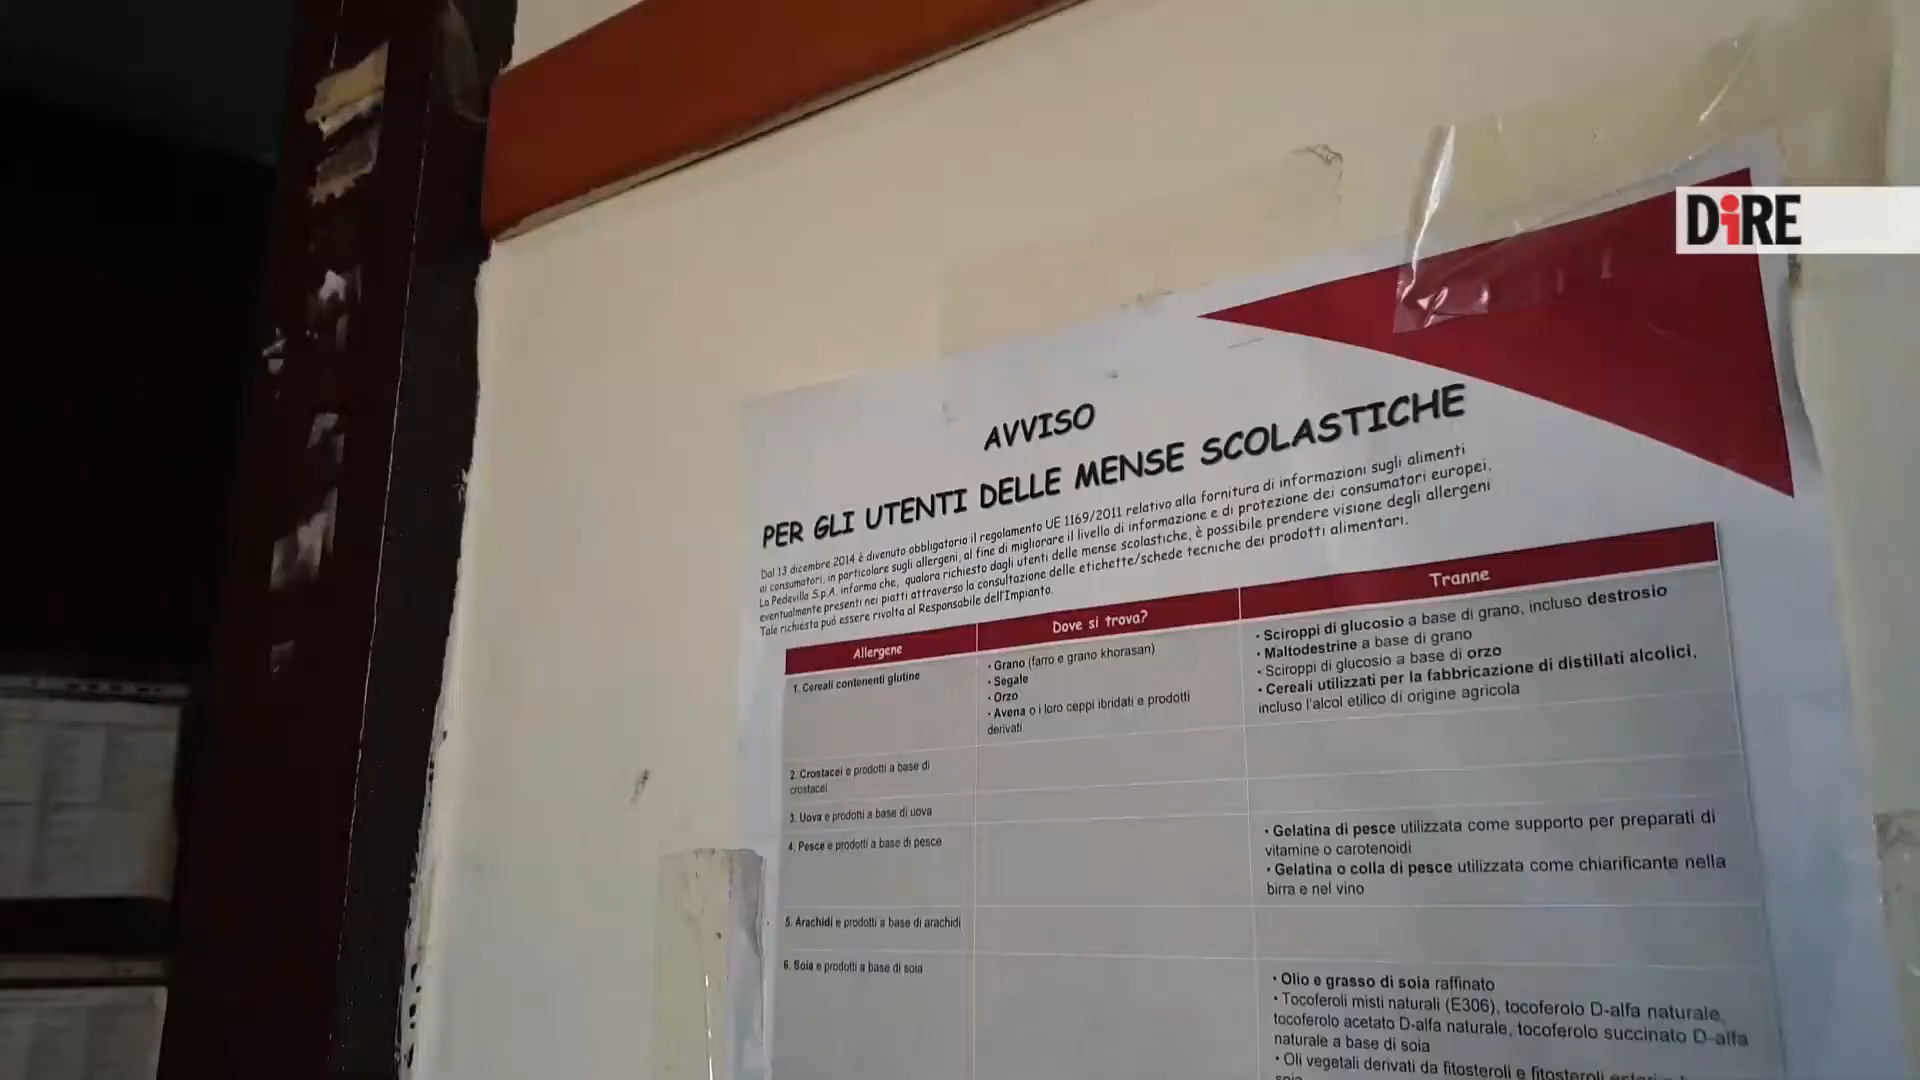 DiRE
AVVISO
PER GLI UTENTI DELLE MENSE SCOLASTICHE
Dal 13 dicembre 2014 è divenuto obbligatorio il regolamento UE 1169/2011 relativo alla fornitura di informazioni sugli alimenti
ai consumatori, in particolare sugli allergeni, al fine di migliorare il livello di informazione e di protezione dei consumatori europei.
La Pedevilla S.p.A. informa che, qualora richiesto dagli utenti delle mense scolastiche, è possibile prendere visione degli allergeni
eventualmente presenti nei piatti attraverso la consultazione delle etichette/schede tecniche dei prodotti alimentari.
Tale richiesta può essere rivolta al Responsabile dell'Impianto.
Allergene
Dove si trova?
Tranne
1. Cereali contenenti glutine
• Grano (farro e grano khorasan)
• Segale
• Orzo
• Avena o i loro ceppi ibridati e prodotti
derivati
• Sciroppi di glucosio a base di grano, incluso destrosio
• Maltodestrine a base di grano
• Sciroppi di glucosio a base di orzo
• Cereali utilizzati per la fabbricazione di distillati alcolici,
incluso l'alcol etilico di origine agricola
2. Crostacei e prodotti a base di
crostacei
3. Uova e prodotti a base di uova
4. Pesce e prodotti a base di pesce
• Gelatina di pesce utilizzata come supporto per preparati di
vitamine o carotenoidi
• Gelatina o colla di pesce utilizzata come chiarificante nella
birra e nel vino
5. Arachidi e prodotti a base di arachidi
6. Soia e prodotti a base di soia
• Olio e grasso di soia raffinato
• Tocoferoli misti naturali (E306), tocoferolo D-alfa naturale,
tocoferolo acetato D-alfa naturale, tocoferolo succinato D-alfa
naturale a base di soia
• Oli vegetali derivati da fitosteroli e fitosteroli